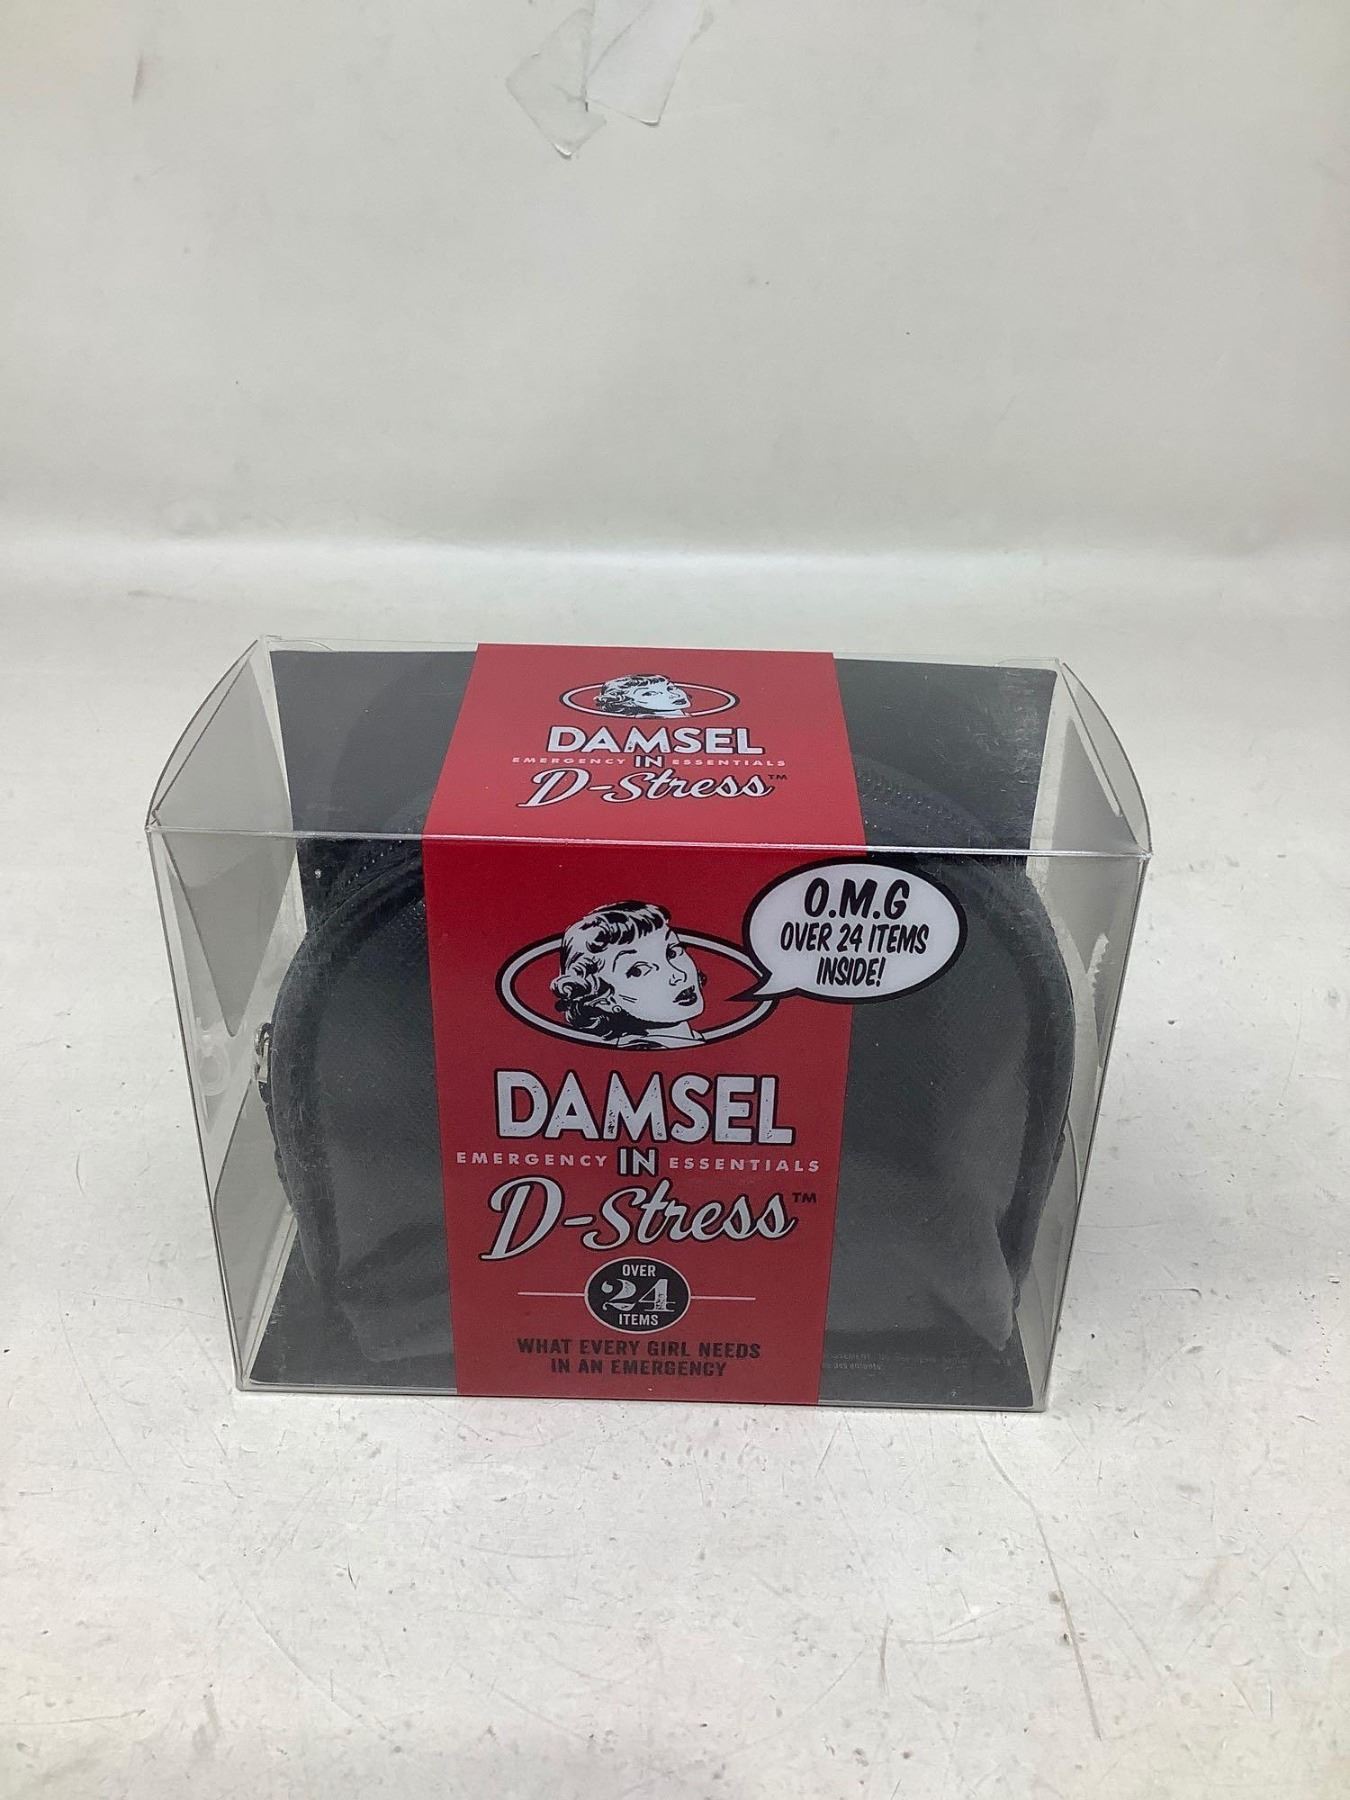 DAMSEL
EMERGENCY IN ESSENTIALS
D-Stress™
O.M.G
OVER 24 ITEMS
INSIDE!
DAMSEL
EMERGENCY IN ESSENTIALS
D-Stress™
OVER
24
ITEMS
WHAT EVERY GIRL NEEDS
IN AN EMERGENCY